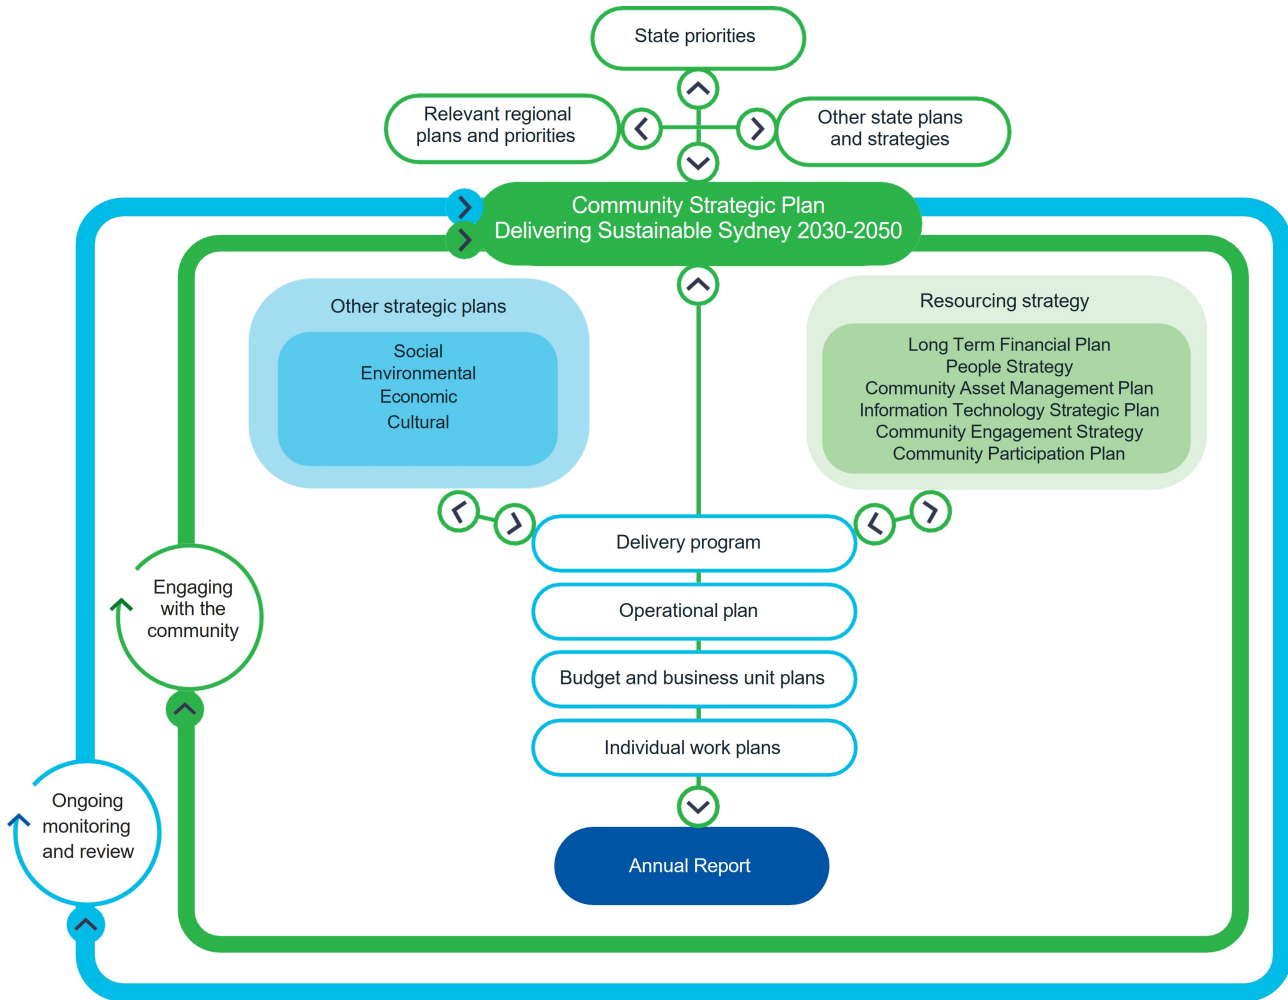 State priorities
Relevant regional
plans and priorities
Other state plans
and strategies
Community Strategic Plan
Delivering Sustainable Sydney 2030-2050
Other strategic plans
Social
Environmental
Economic
Cultural
Resourcing strategy
Long Term Financial Plan
People Strategy
Community Asset Management Plan
Information Technology Strategic Plan
Community Engagement Strategy
Community Participation Plan
Delivery program
Operational plan
Budget and business unit plans
Individual work plans
Annual Report
Engaging
with the
community
Ongoing
monitoring
and review